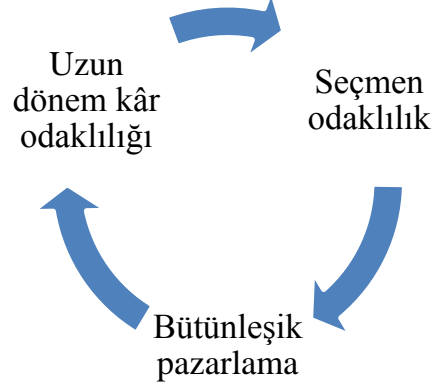 Uzun
dönem kâr
odaklılığı
Seçmen
odaklılık
Bütünleşik
pazarlama